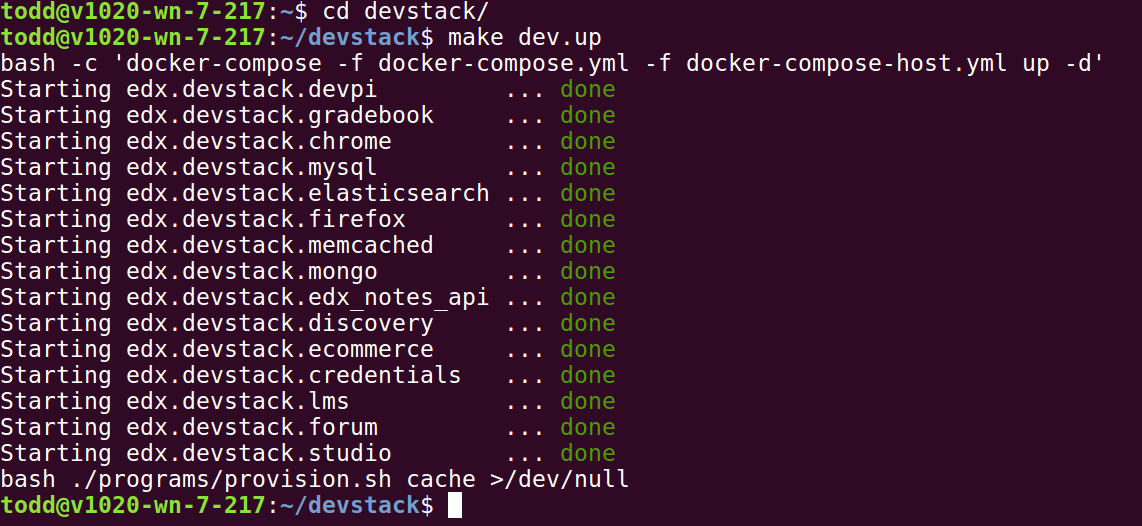 todd@v1020-wn-7-217:~$ cd devstack/
todd@v1020-wn-7-217:~/devstack$ make dev.up
bash -c 'docker-compose -f docker-compose.yml -f docker-compose-host.yml up -d'
Starting edx.devstack.devpi         ... done
Starting edx.devstack.gradebook     ... done
Starting edx.devstack.chrome        ... done
Starting edx.devstack.mysql         ... done
Starting edx.devstack.elasticsearch ... done
Starting edx.devstack.firefox       ... done
Starting edx.devstack.memcached     ... done
Starting edx.devstack.mongo         ... done
Starting edx.devstack.edx_notes_api ... done
Starting edx.devstack.discovery     ... done
Starting edx.devstack.ecommerce     ... done
Starting edx.devstack.credentials   ... done
Starting edx.devstack.lms           ... done
Starting edx.devstack.forum         ... done
Starting edx.devstack.studio        ... done
bash ./programs/provision.sh cache >/dev/null
todd@v1020-wn-7-217:~/devstack$